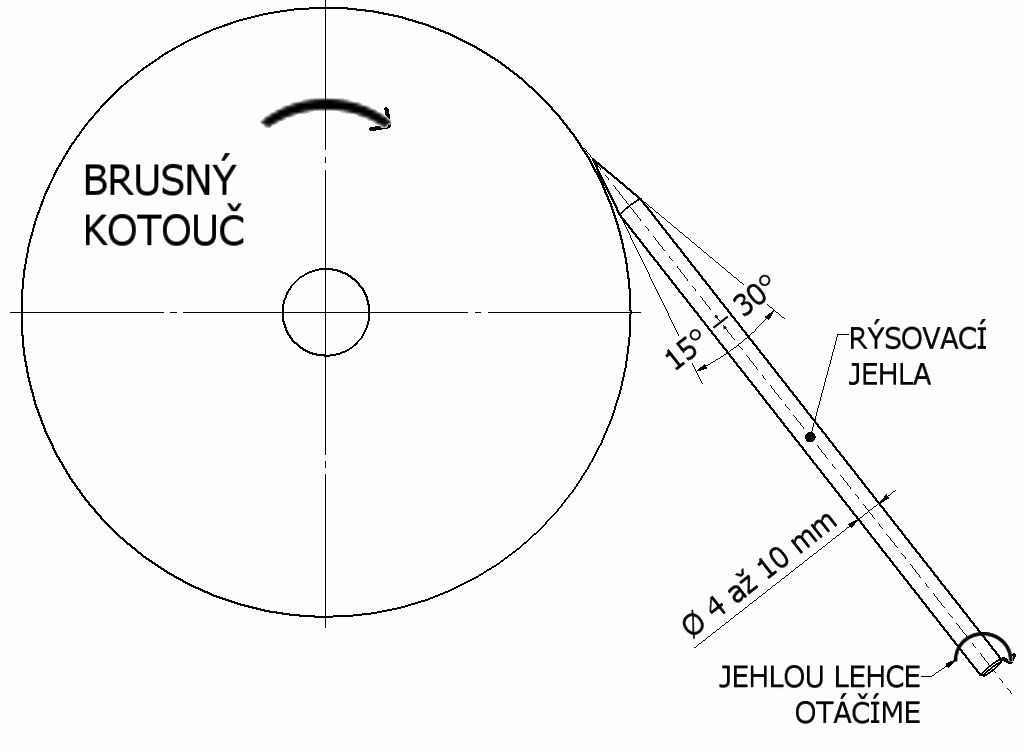 BRUSNÝ
KOTOUČ
15° - 30°
RÝSOVACÍ
JEHLA
Ø 4 až 10 mm
JEHLOU LEHCE
OTÁČÍME